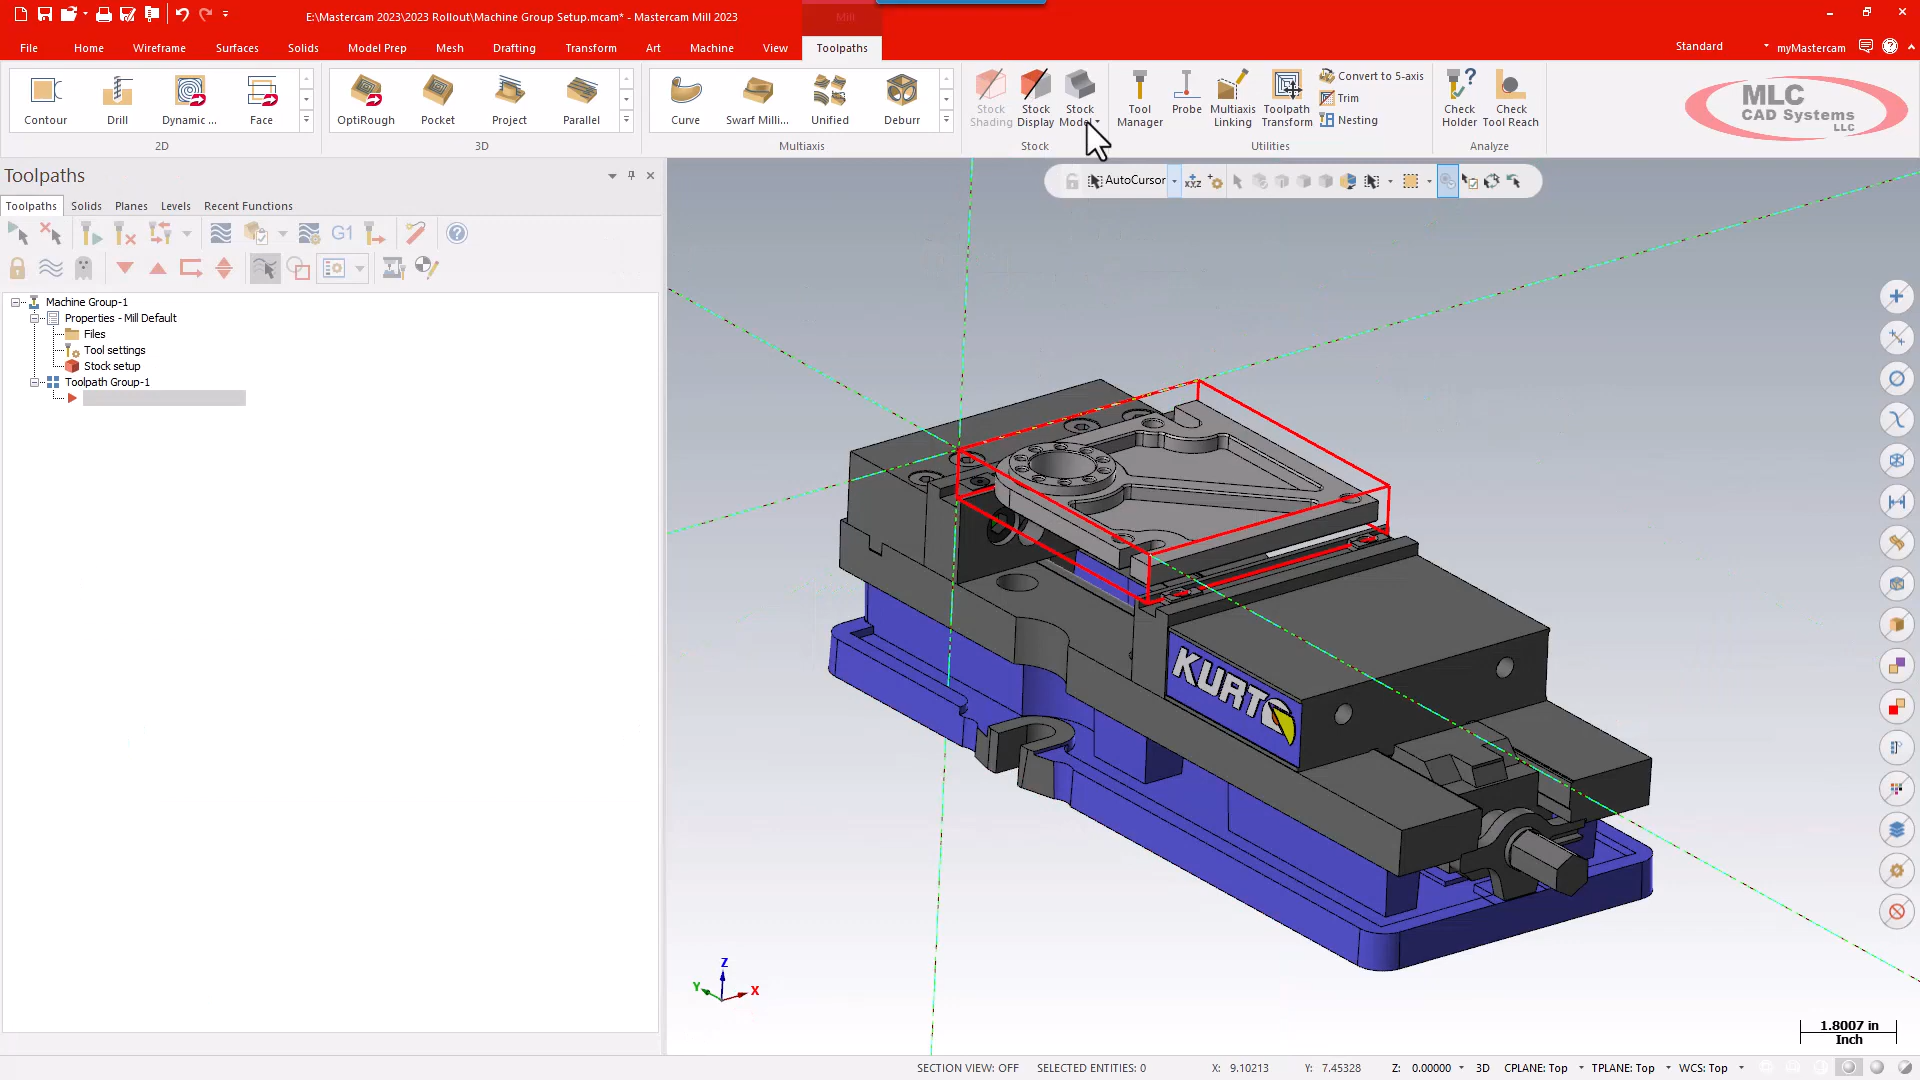 E:\Mastercam 2023\2023 Rollout\Machine Group Setup.mcam* - Mastercam Mill 2023
Mill
File Home Wireframe Surfaces Solids Model Prep Mesh Drafting Transform Art Machine View Toolpaths
Standard myMastercam
Contour Drill Dynamic ... Face
2D
OptiRough Pocket Project Parallel
3D
Curve Swarf Milli... Unified Deburr
Multiaxis
Stock Shading
Stock Display
Stock Model
Stock
Tool Manager
Probe
Multiaxis Linking
Toolpath Transform
Convert to 5-axis
Trim
Nesting
Utilities
Check Holder
Check Tool Reach
Analyze
MLC
CAD Systems
LLC
Toolpaths
AutoCursor
Toolpaths Solids Planes Levels Recent Functions
G1
Machine Group-1
Properties - Mill Default
Files
Tool settings
Stock setup
Toolpath Group-1
KURT
Z
Y
X
1.8007 in
Inch
SECTION VIEW: OFF SELECTED ENTITIES: 0 X: 9.10213 Y: 7.45328 Z: 0.00000 3D CPLANE: Top TPLANE: Top WCS: Top